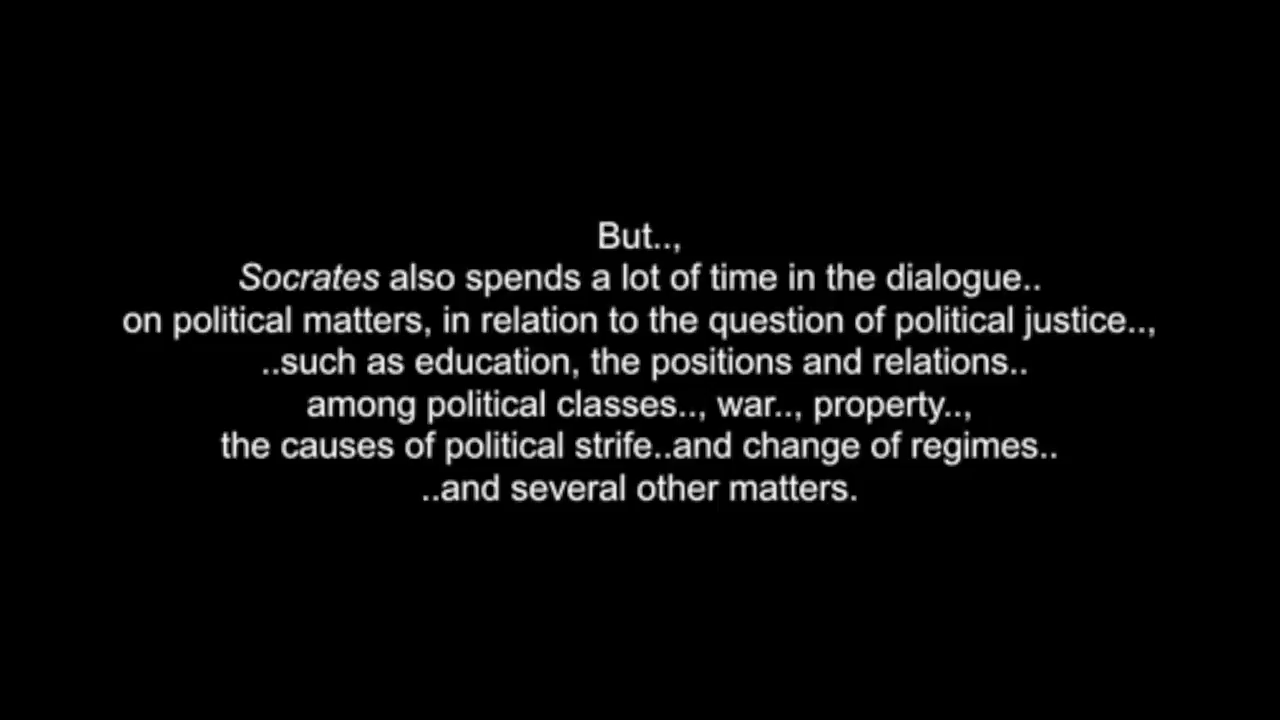 But..,
Socrates also spends a lot of time in the dialogue..
on political matters, in relation to the question of political justice..,
..such as education, the positions and relations..
among political classes.., war.., property..,
the causes of political strife..and change of regimes..
..and several other matters.